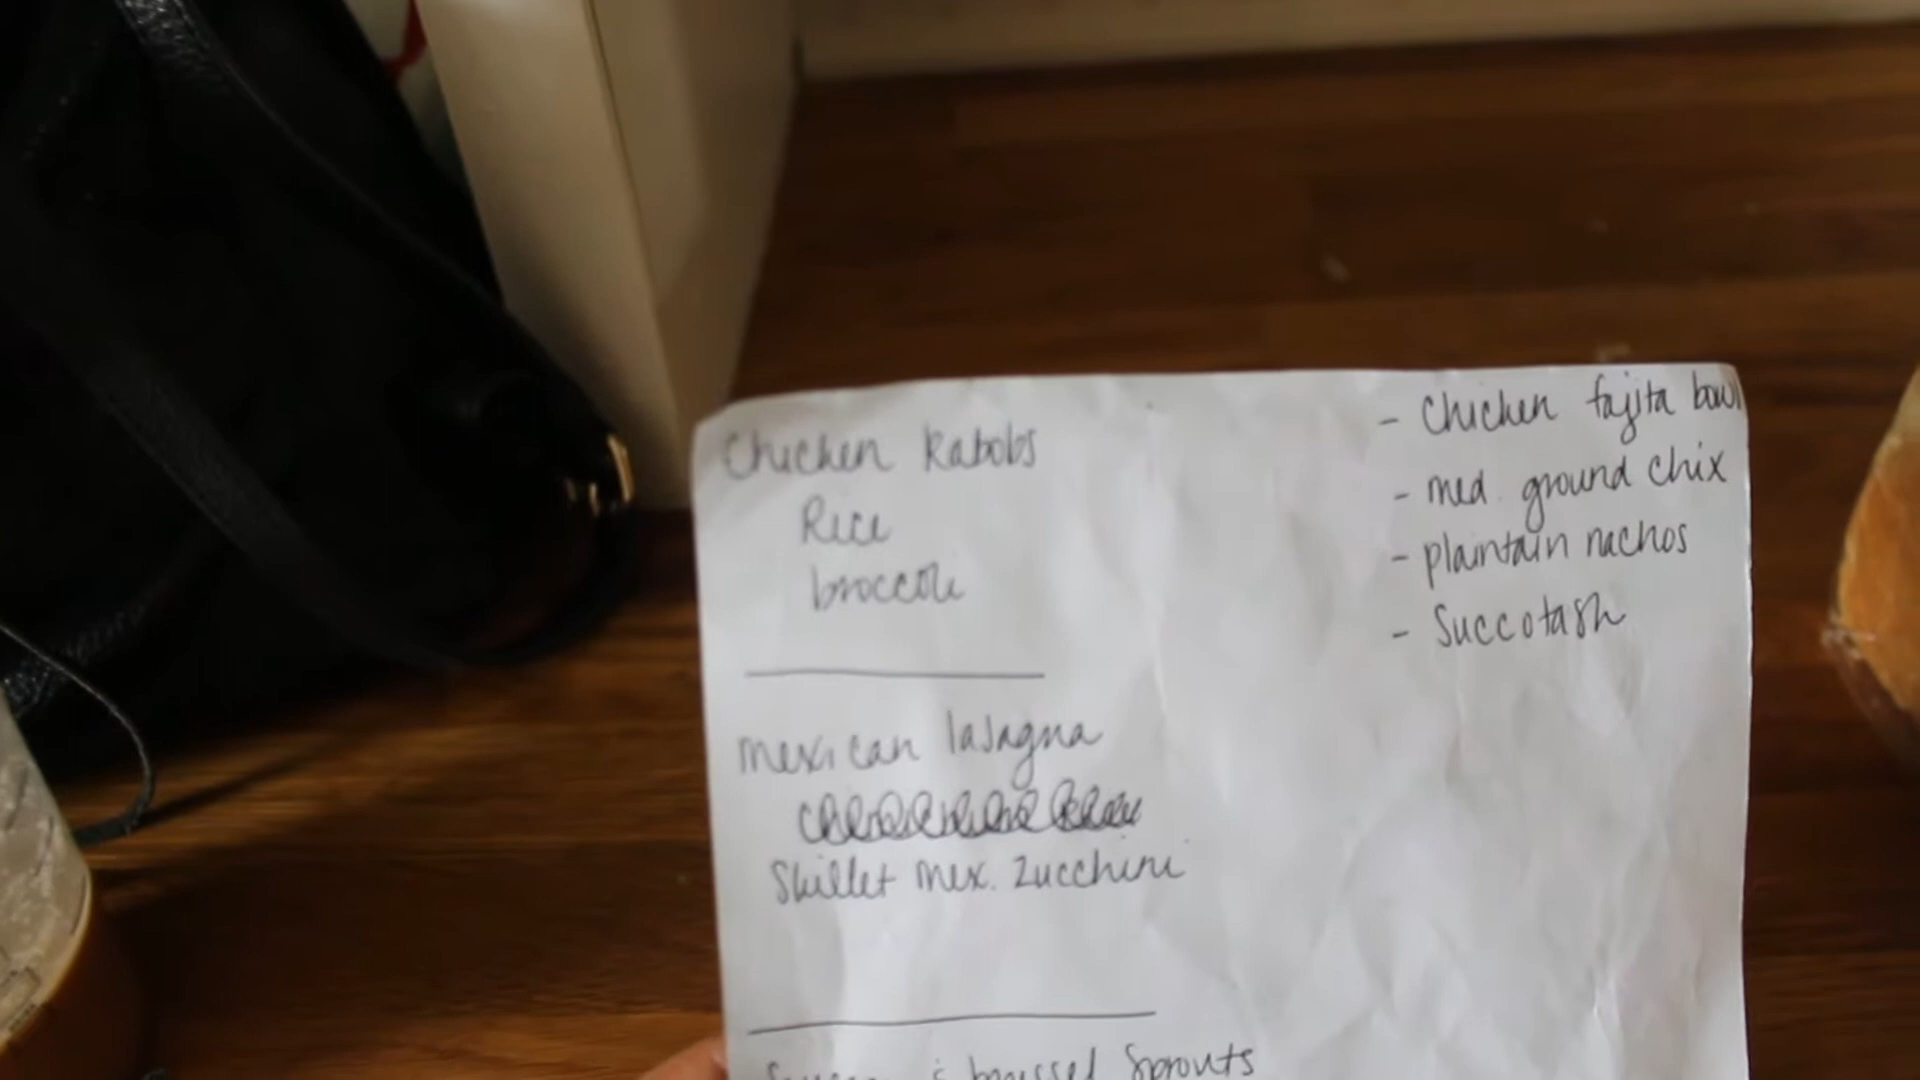 Chicken Kabobs
Rice
broccoli
Mexican lasagna
Skillet Mex. Zucchini
brussel Sprouts
- Chicken fajita bowl
- med. ground chix
- plaintain nachos
- Succotash